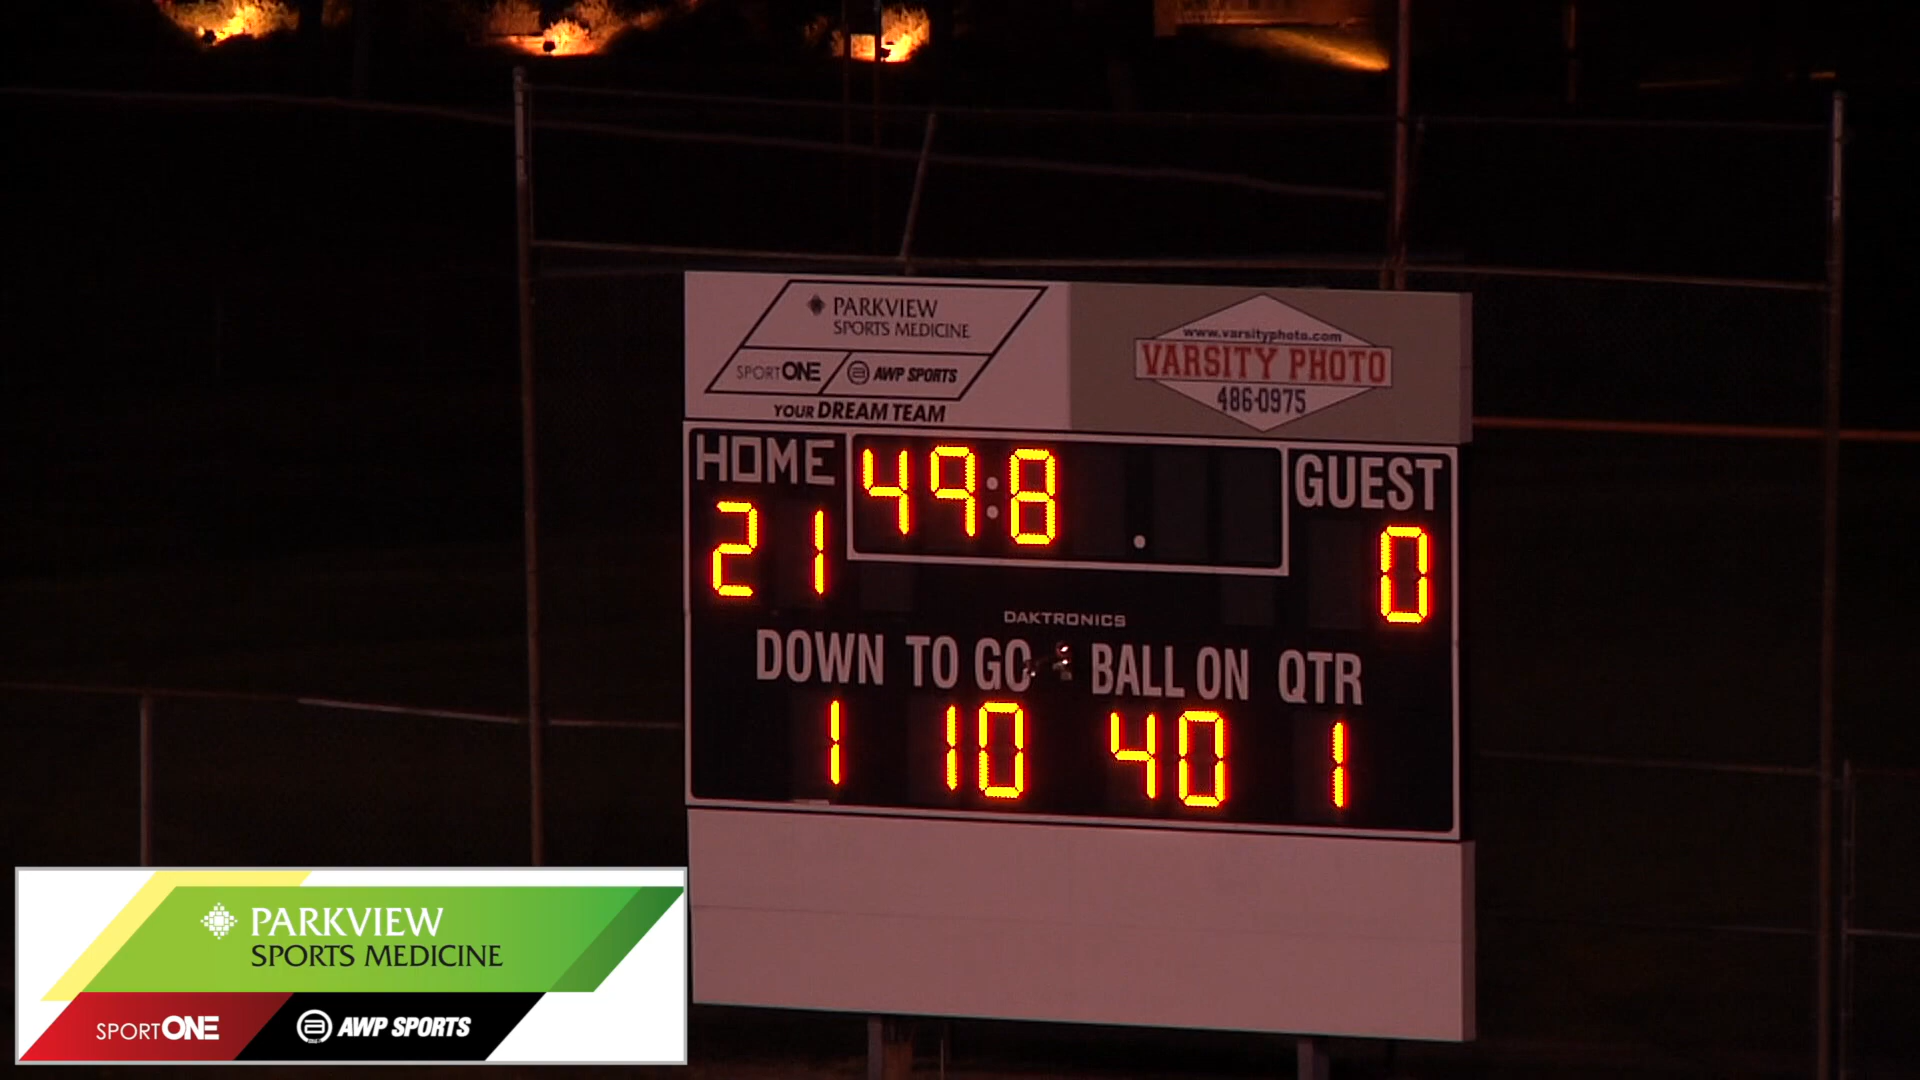 PARKVIEW
SPORTS MEDICINE
SPORTONE
AWP SPORTS
YOUR DREAM TEAM
www.varsityphoto.com
VARSITY PHOTO
486-0975
HOME 49:8 GUEST
21 0
DAKTRONICS
DOWN TO GO BALL ON QTR
1 10 40 1
PARKVIEW
SPORTS MEDICINE
SPORTONE
AWP SPORTS